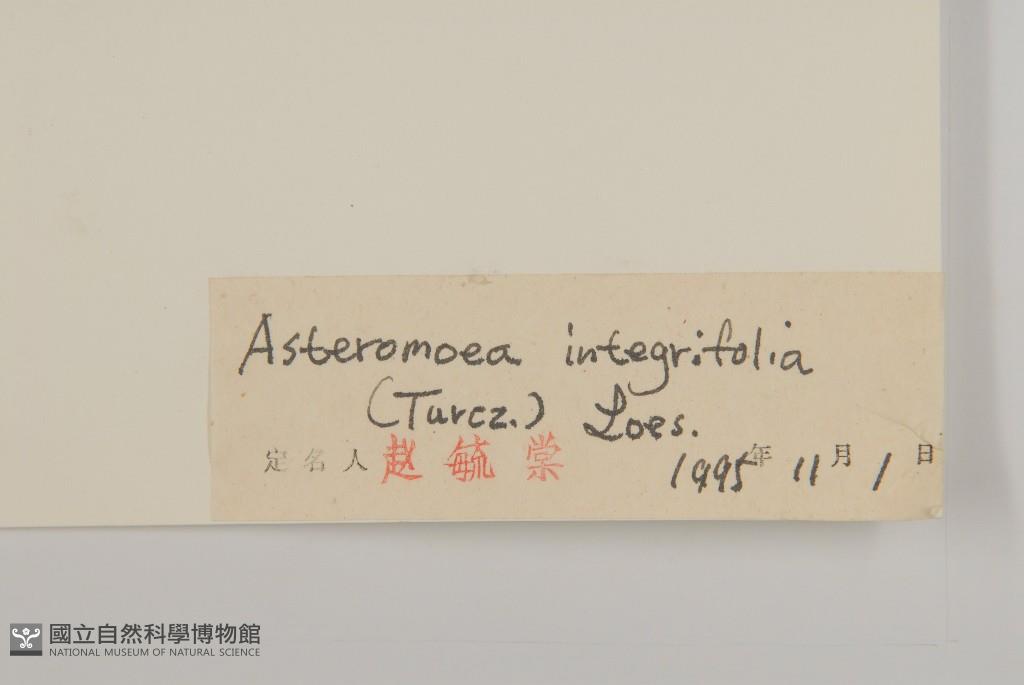 Asteromoea integrifolia
(Turcz.) Loes.
定名人 赵毓棠 1995年 11月 1日
國立自然科學博物館
NATIONAL MUSEUM OF NATURAL SCIENCE